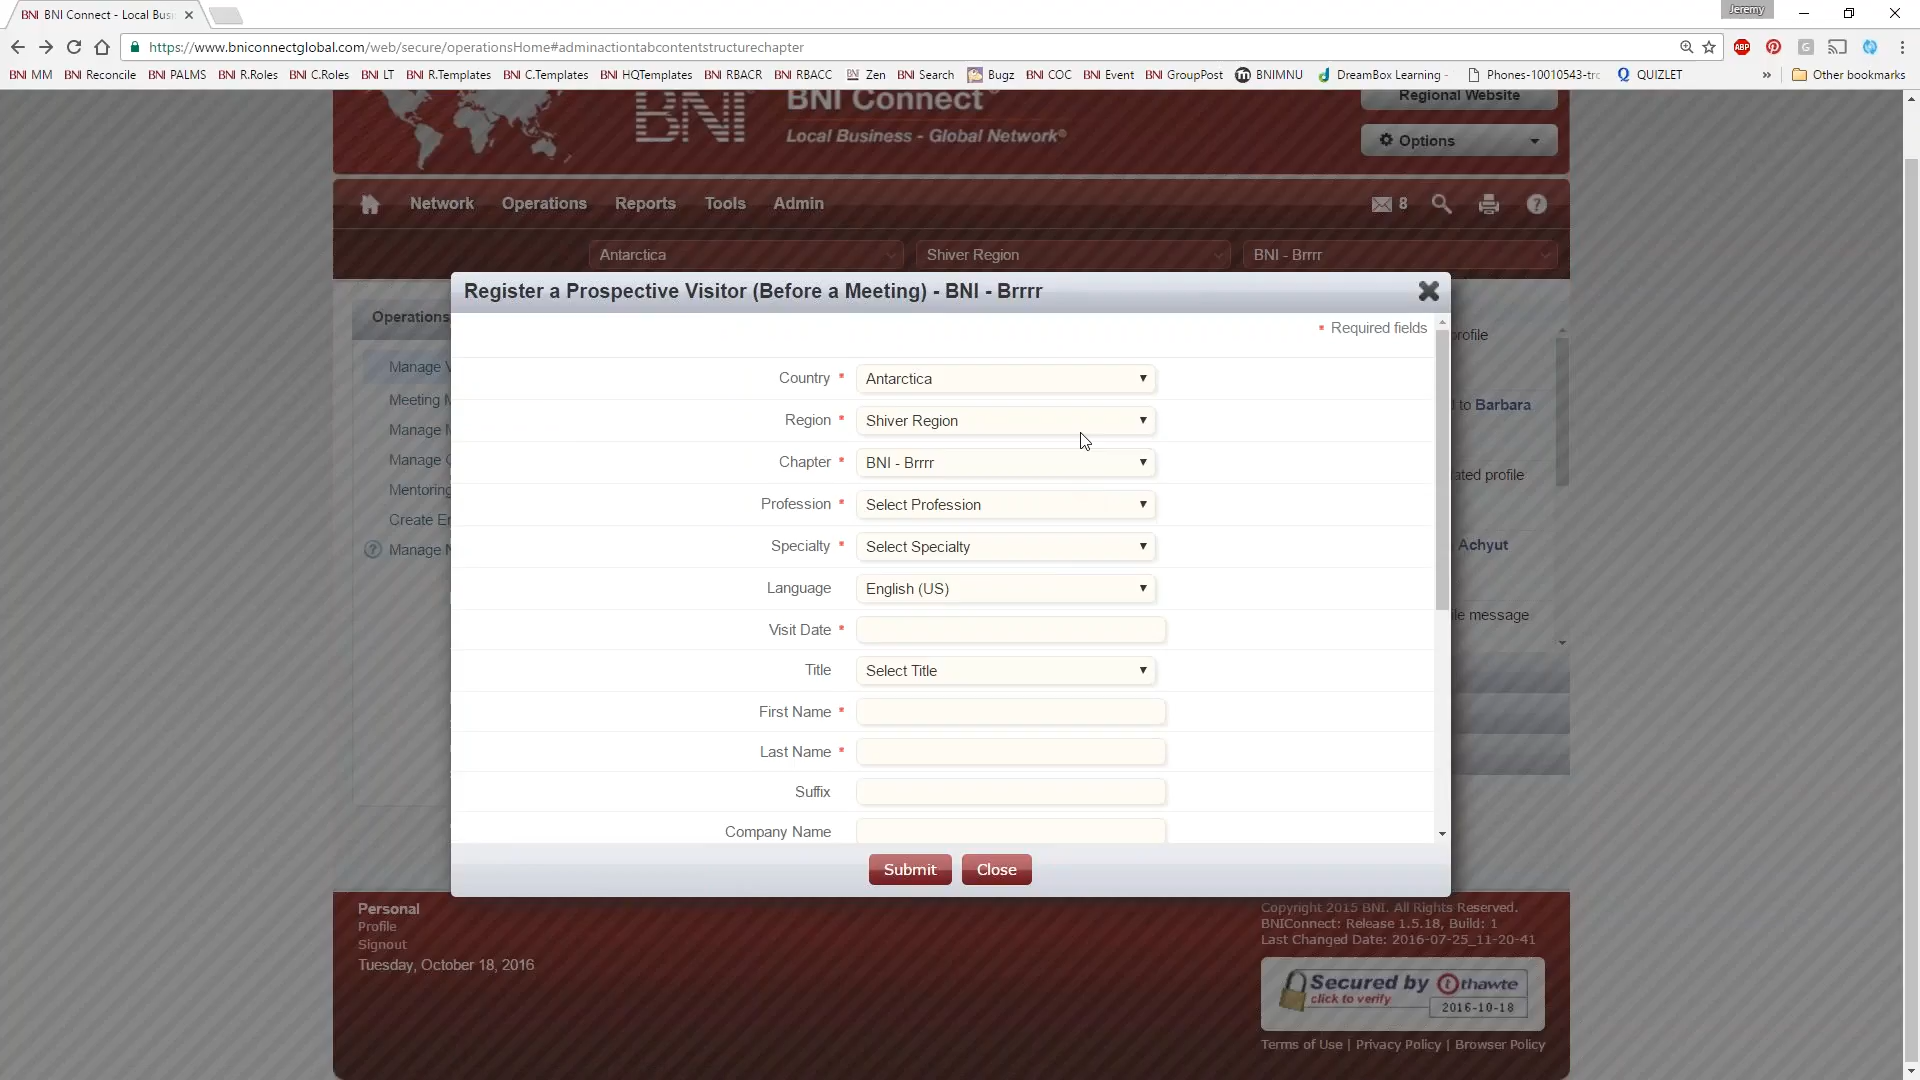 BNI BNI Connect - Local Busi
Jeremy
https://www.bniconnectglobal.com/web/secure/operationsHome#adminactiontabcontentstructurechapter
ABP
BNI MM BNI Reconcile BNI PALMS BNI R.Roles BNI C.Roles BNI LT BNI R.Templates BNI C.Templates BNI HQTemplates BNI RBACR BNI RBACC BNI Zen BNI Search Bugz BNI COC BNI Event BNI GroupPost BNIMNU DreamBox Learning - Phones-10010543-trc QUIZLET » Other bookmarks
BNI
BNI Connect
Local Business - Global Network®
Regional Website
Options
Network Operations Reports Tools Admin 8
Antarctica Shiver Region BNI - Brrrr
Register a Prospective Visitor (Before a Meeting) - BNI - Brrrr
* Required fields
Country * Antarctica
Region * Shiver Region
Chapter * BNI - Brrrr
Profession * Select Profession
Specialty * Select Specialty
Language English (US)
Visit Date *
Title Select Title
First Name *
Last Name *
Suffix
Company Name
Submit Close
Operations
Manage V
Meeting M
Manage
Manage
Mentoring
Create Er
Manage N
rofile
to Barbara
ated profile
Achyut
ile message
Personal
Profile
Signout
Tuesday, October 18, 2016
Copyright 2015 BNI. All Rights Reserved.
BNIConnect: Release 1.5.18, Build: 1
Last Changed Date: 2016-07-25_11-20-41
Secured by thawte
click to verify
2016-10-18
Terms of Use | Privacy Policy | Browser Policy